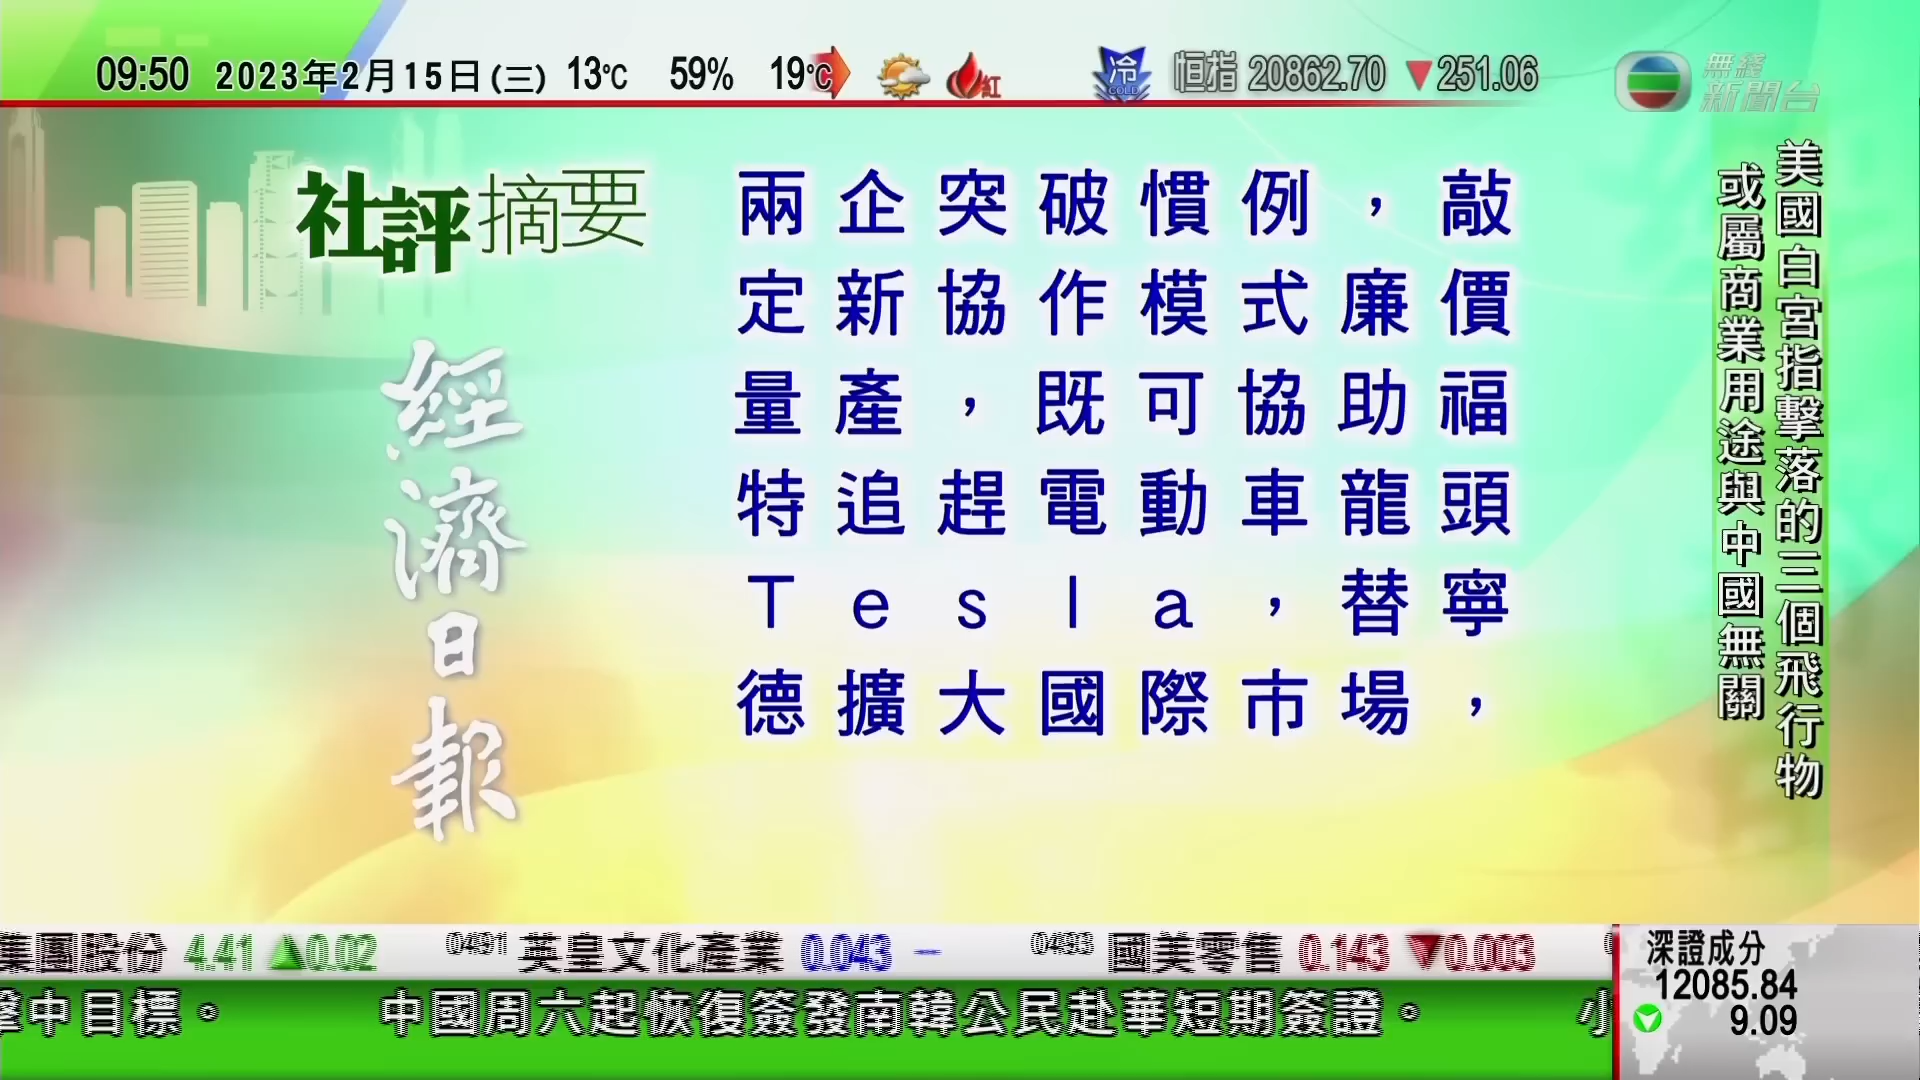 09:50 2023年2月15日(三) 13°C 59% 19°C 紅 冷 COLD 恒指 20862.70 ▼251.06
無綫
新聞台
社評摘要
經濟日報
兩企突破慣例，敲
定新協作模式廉價
量產，既可協助福
特追趕電動車龍頭
Tesla，替寧
德擴大國際市場，
美國白宮指擊落的三個飛行物
或屬商業用途與中國無關
集團股份 4.41 ▲0.02 0491 英皇文化產業 0.043 – 0493 國美零售 0.143 ▼0.003
擊中目標。 中國周六起恢復簽發南韓公民赴華短期簽證。 小
深證成分
12085.84
9.09